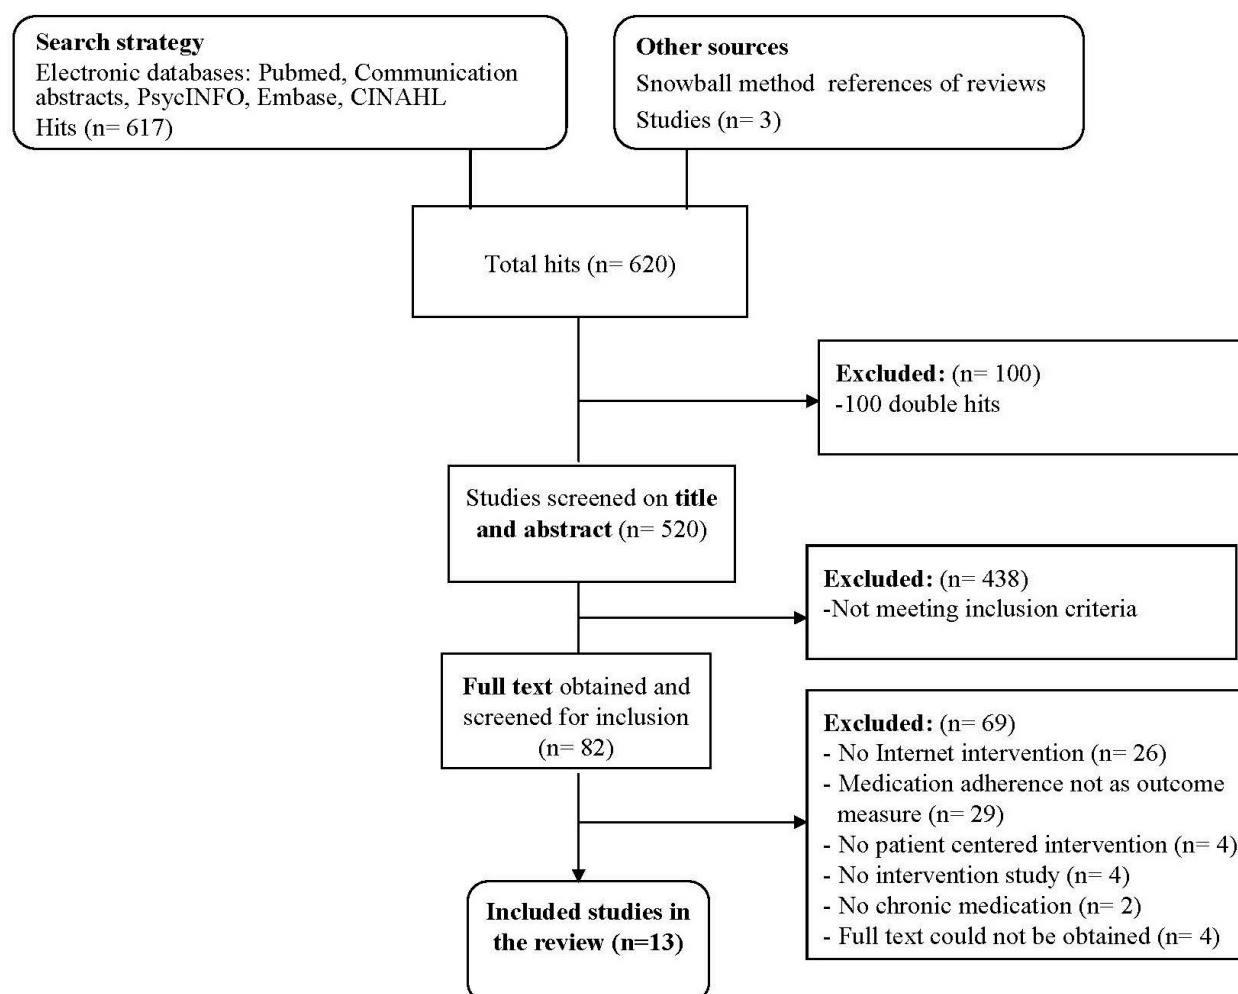 Search strategy
Electronic databases: Pubmed, Communication
abstracts, PsycINFO, Embase, CINAHL
Hits (n= 617)
Other sources
Snowball method  references of reviews
Studies (n= 3)
Total hits (n= 620)
Excluded: (n= 100)
-100 double hits
Studies screened on title
and abstract (n= 520)
Excluded: (n= 438)
-Not meeting inclusion criteria
Full text obtained and
screened for inclusion
(n= 82)
Excluded: (n= 69)
- No Internet intervention (n= 26)
- Medication adherence not as outcome
measure (n= 29)
- No patient centered intervention (n= 4)
- No intervention study (n= 4)
- No chronic medication (n= 2)
- Full text could not be obtained (n= 4)
Included studies in
the review (n=13)